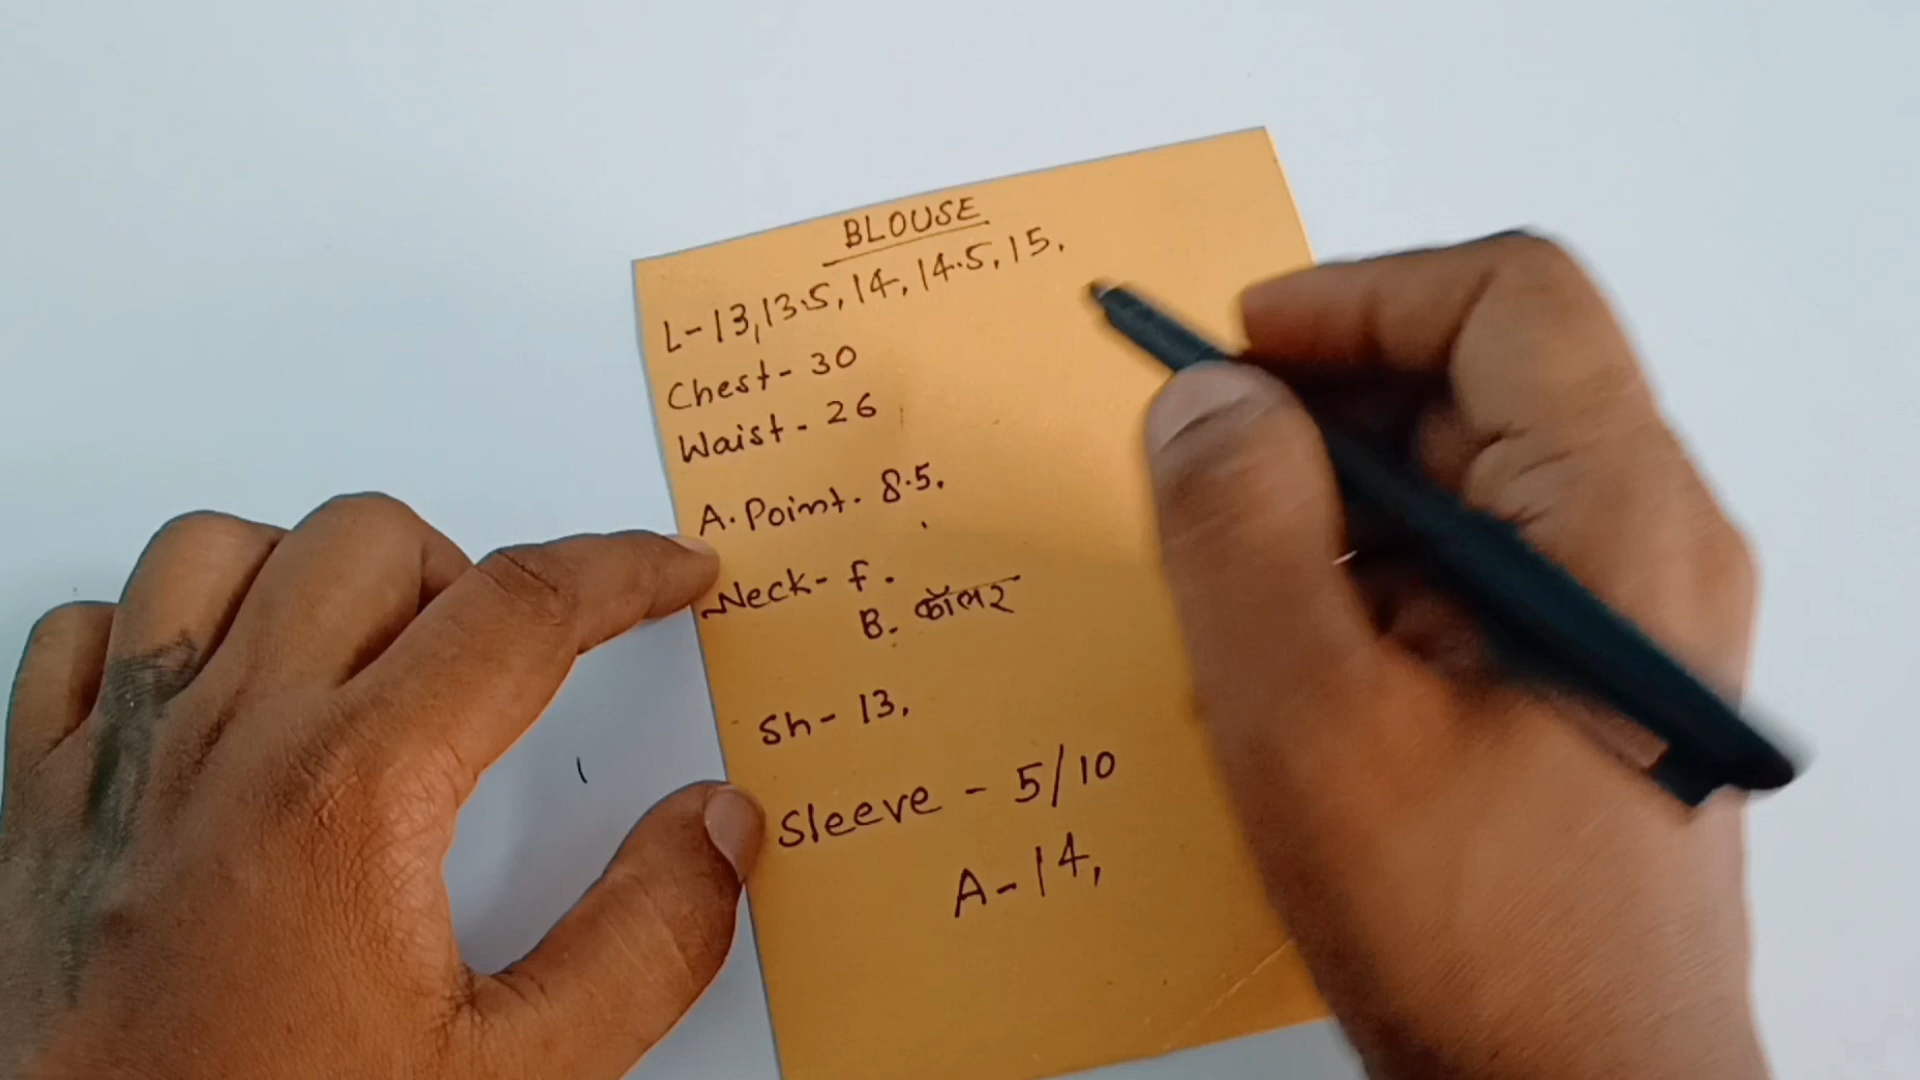 BLOUSE
L-13,13.5,14,14.5,15.
Chest-30
Waist-26
A.Point-8.5.
Neck-f.
B. कॉलर
Sh-13,
Sleeve-5/10
A-14,